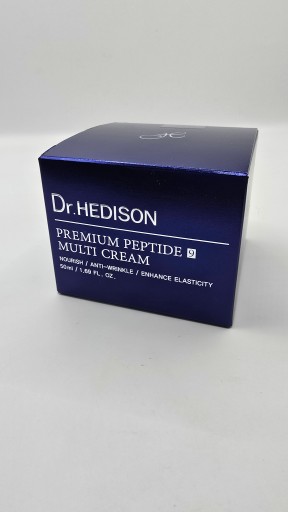 Dr.HEDISON
PREMIUM PEPTIDE 9
MULTI CREAM
NOURISH / ANTI-WRINKLE / ENHANCE ELASTICITY
50ml / 1.69 FL. OZ.